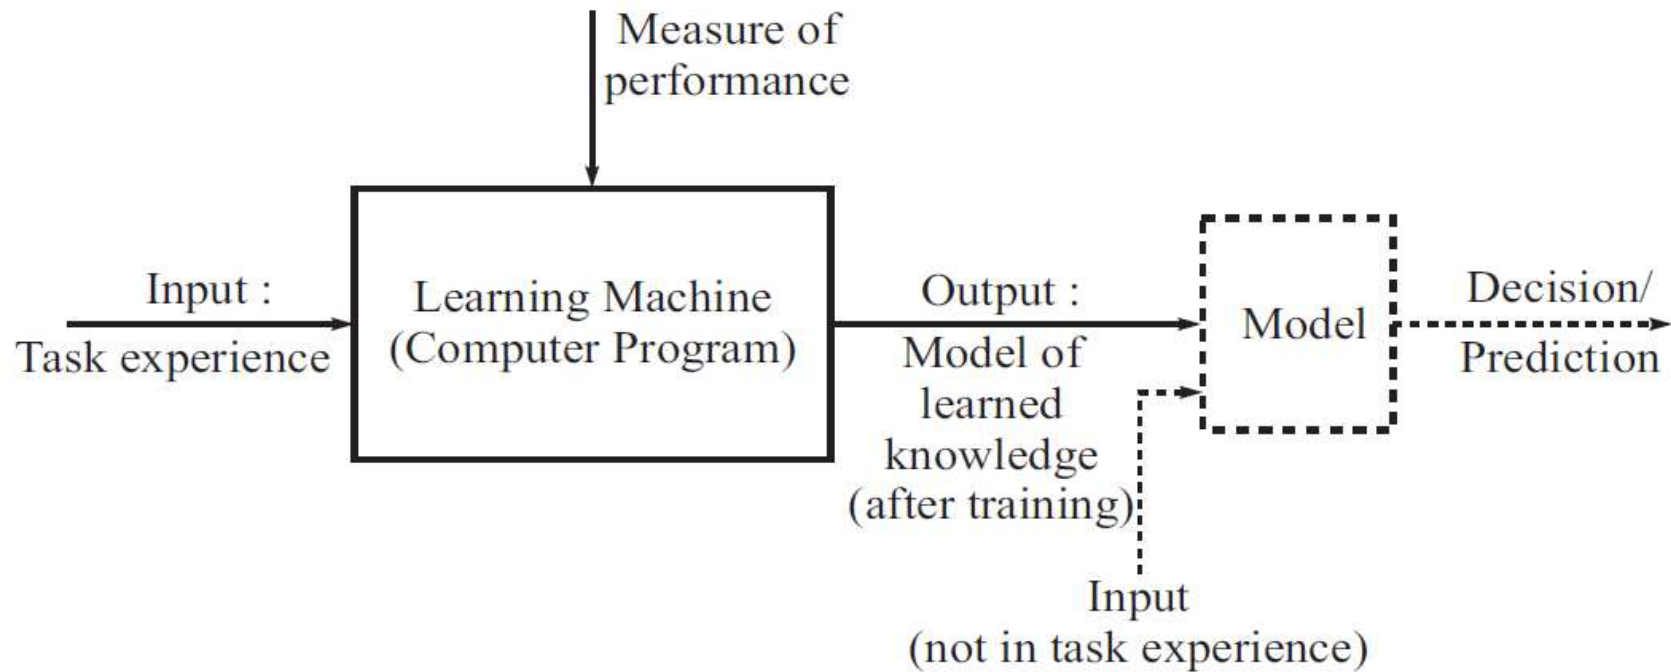 Measure of
performance
Input :
Task experience
Learning Machine
(Computer Program)
Output :
Model of
learned
knowledge
(after training)
Model
Decision/
Prediction
Input
(not in task experience)